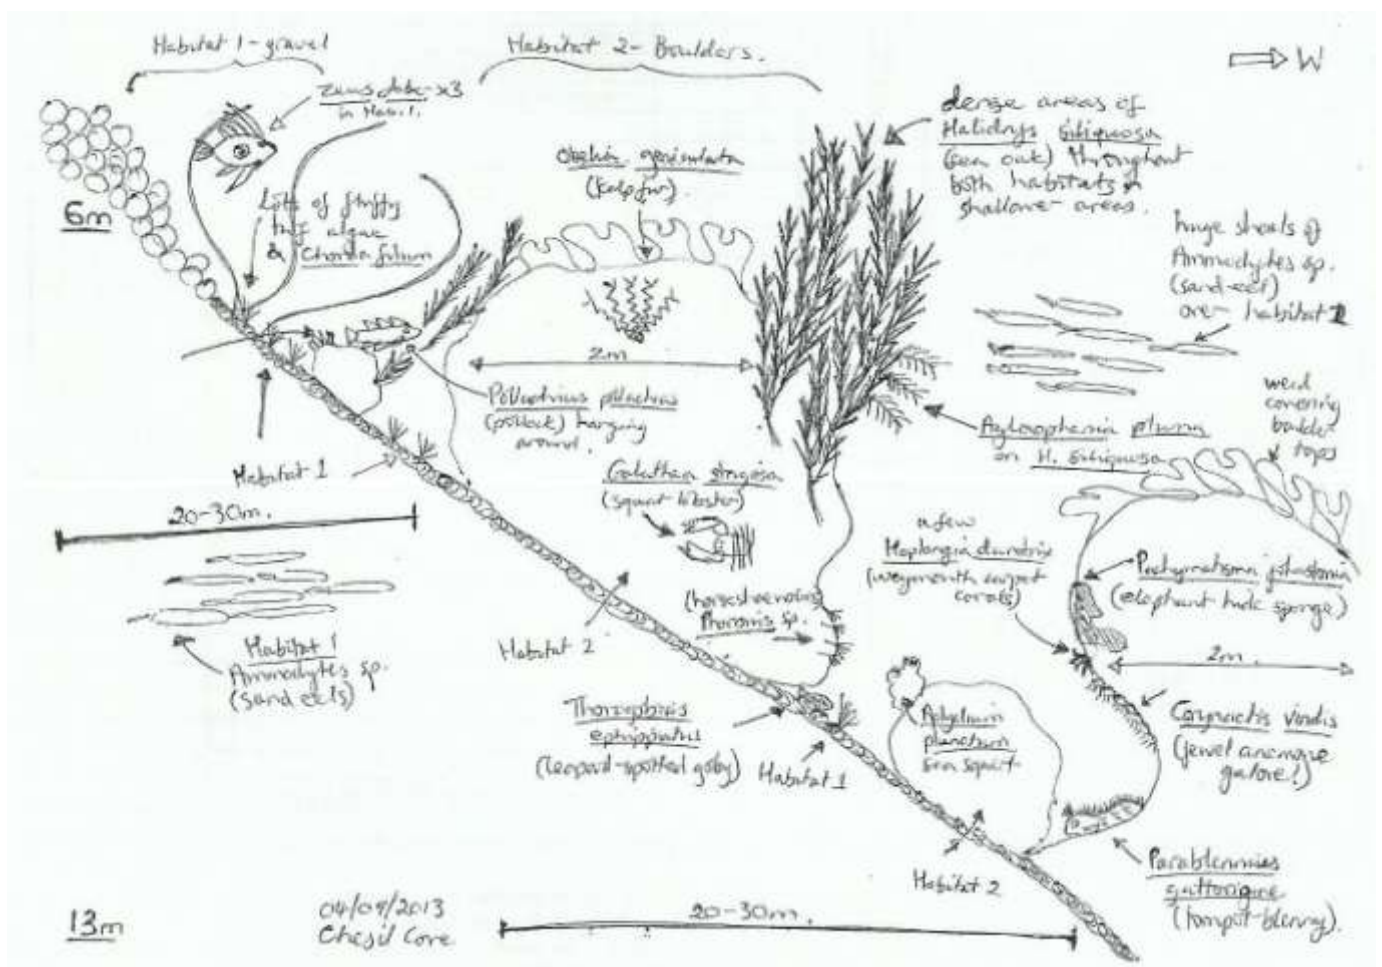 Habitat 1 - gravel
Habitat 2 - Boulders.
W
Zeus faber x3
in Hab. 1.
dense areas of
Halidrys siliquosa
(sea oak) throughout
both habitats in
shallower areas.
Obelia geniculata
(kelp fur).
6m
Lots of fluffy
turf algae
& Chorda filum
huge shoals of
Ammodytes sp.
(sand-eel)
over habitat 2
2m
Pollachius pollachius
(pollack) hanging
around.
Aglaophenia pluma
on H. siliquosa
weed
covering
boulder
tops
Habitat 1
Galathea strigosa
(squat lobster)
20-30m.
a few
Hoplangia durotrix
(weymouth carpet
corals)
Pachymatisma johnstonia
(elephant hide sponge)
(horseshoe worms)
Phoronis sp.
2m.
Habitat 2
Habitat 1
Ammodytes sp.
(sand eels)
Thorogobius
ephippiatus
(leopard-spotted goby)
Habitat 1
Aplydium
planctum
sea squirt
Corynactis viridis
(jewel anemone
galore!)
Habitat 2
Parablennius
gattorugine
(tompot-blenny).
13m
04/09/2013
Chesil Cove
20-30m.